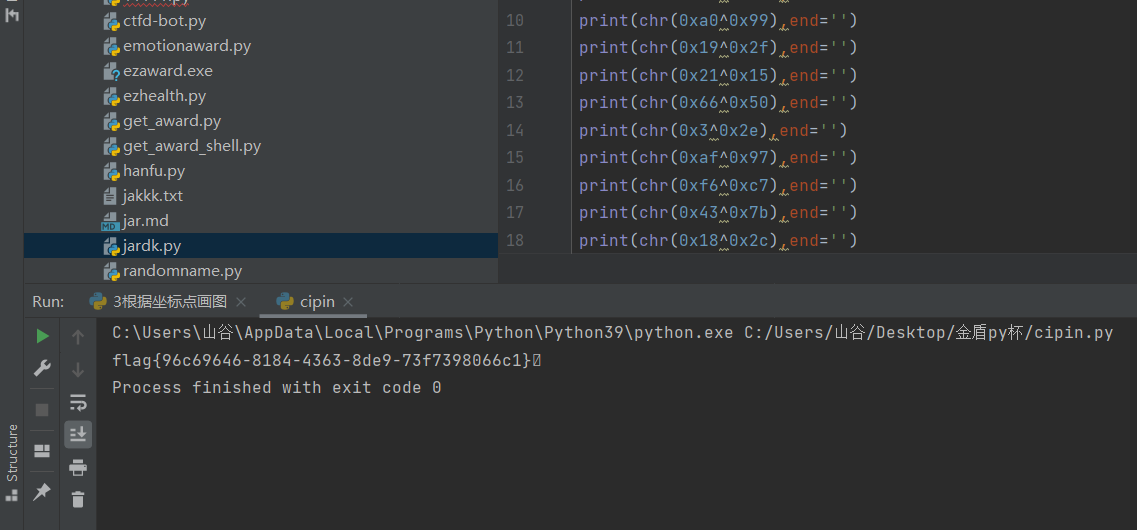 ctfd-bot.py
emotionaward.py
ezaward.exe
ezhealth.py
get_award.py
get_award_shell.py
hanfu.py
jakkk.txt
jar.md
jardk.py
randomname.py
10 print(chr(0xa0^0x99),end='')
11 print(chr(0x19^0x2f),end='')
12 print(chr(0x21^0x15),end='')
13 print(chr(0x66^0x50),end='')
14 print(chr(0x3^0x2e),end='')
15 print(chr(0xaf^0x97),end='')
16 print(chr(0xf6^0xc7),end='')
17 print(chr(0x43^0x7b),end='')
18 print(chr(0x18^0x2c),end='')
Run: 3根据坐标点画图 cipin
C:\Users\山谷\AppData\Local\Programs\Python\Python39\python.exe C:/Users/山谷/Desktop/金盾py杯/cipin.py
flag{96c69646-8184-4363-8de9-73f7398066c1}
Process finished with exit code 0
Structure